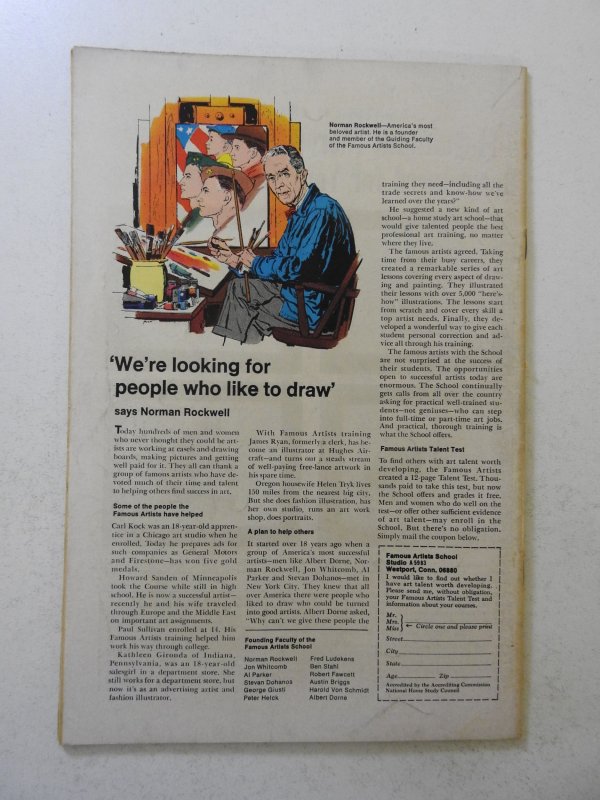 Norman Rockwell—America's most
beloved artist. He is a founder
and member of the Guiding Faculty
of the Famous Artists School.
'We're looking for
people who like to draw'
says Norman Rockwell
Today hundreds of men and women
who never thought they could be art-
ists are working at easels and drawing
boards, making pictures and getting
well paid for it. They all can thank a
group of famous artists who have de-
voted much of their time and talent
to helping others find success in art.
Some of the people the
Famous Artists have helped
Carl Kock was an 18-year-old appren-
tice in a Chicago art studio when he
enrolled. Today he prepares ads for
such companies as General Motors
and Firestone—has won five gold
medals.
Howard Sanden of Minneapolis
took the Course while still in high
school. He is now a successful artist—
recently he and his wife traveled
through Europe and the Middle East
on important art assignments.
Paul Sullivan enrolled at 14. His
Famous Artists training helped him
work his way through college.
Kathleen Gironda of Indiana,
Pennsylvania, was an 18-year-old
salesgirl in a department store. She
still works for a department store, but
now it's as an advertising artist and
fashion illustrator.
With Famous Artists training
James Ryan, formerly a clerk, has be-
come an illustrator at Hughes Air-
craft—and turns out a steady stream
of well-paying free-lance artwork in
his spare time.
Oregon housewife Helen Tryk lives
150 miles from the nearest big city.
But she does fashion illustration, has
her own studio, runs an art work
shop, does portraits.
A plan to help others
It started over 18 years ago when a
group of America's most successful
artists—men like Albert Dorne, Nor-
man Rockwell, Jon Whitcomb, Al
Parker and Stevan Dohanos—met in
New York City. They knew that all
over America there were people who
liked to draw who could be turned
into good artists. Albert Dorne asked,
"Why can't we give these people the
Founding Faculty of the
Famous Artists School
Norman Rockwell
Jon Whitcomb
Al Parker
Stevan Dohanos
George Giusti
Peter Helck
Fred Ludekens
Ben Stahl
Robert Fawcett
Austin Briggs
Harold Von Schmidt
Albert Dorne
training they need—including all the
trade secrets and know-how we've
learned over the years?"
He suggested a new kind of art
school—a home study art school—that
would give talented people the best
professional art training, no matter
where they live.
The famous artists agreed. Taking
time from their busy careers, they
created a remarkable series of art
lessons covering every aspect of draw-
ing and painting. They illustrated
their lessons with over 5,000 "here's-
how" illustrations. The lessons start
from scratch and cover every skill a
top artist needs. Finally, they de-
veloped a wonderful way to give each
student personal correction and ad-
vice all through his training.
The famous artists with the School
are not surprised at the success of
their students. The opportunities
open to successful artists today are
enormous. The School continually
gets calls from all over the country
asking for practical well-trained stu-
dents—not geniuses—who can step
into full-time or part-time art jobs.
And practical, thorough training is
what the School offers.
Famous Artists Talent Test
To find others with art talent worth
developing, the Famous Artists
created a 12-page Talent Test. Thou-
sands paid to take this test, but now
the School offers and grades it free.
Men and women who do well on the
test—or offer other sufficient evidence
of art talent—may enroll in the
School. But there's no obligation.
Simply mail the coupon below.
Famous Artists School
Studio A 5983
Westport, Conn. 06880
I would like to find out whether I
have art talent worth developing.
Please send me, without obligation,
your Famous Artists Talent Test and
information about your courses.
Mr.
Mrs. ← Circle one and please print
Miss
Street
City
State
Age Zip
Accredited by the Accrediting Commission
National Home Study Council